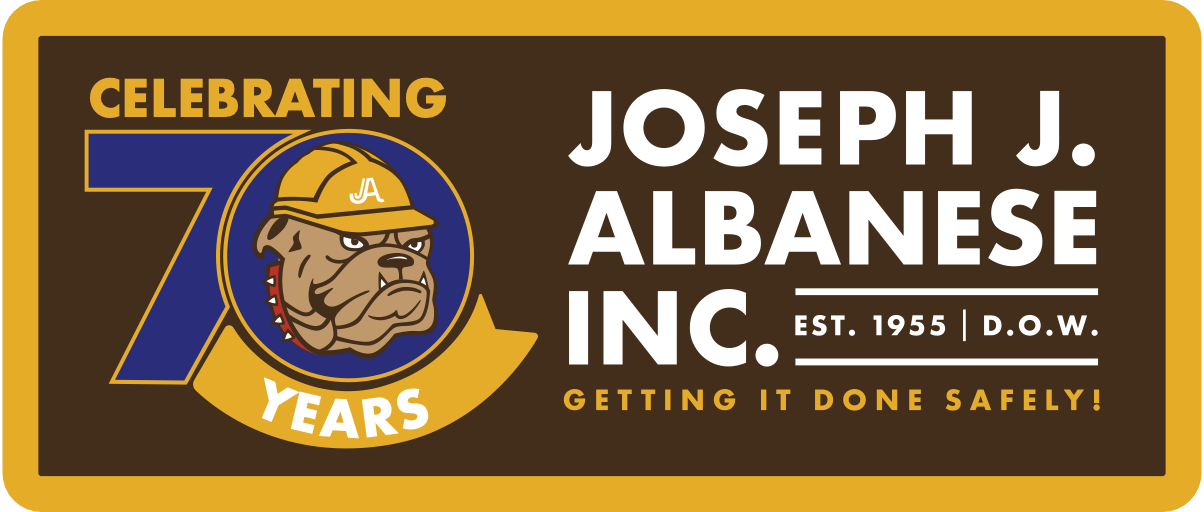 CELEBRATING
70
JA
YEARS
JOSEPH J.
ALBANESE
INC.
EST. 1955 | D.O.W.
GETTING IT DONE SAFELY!